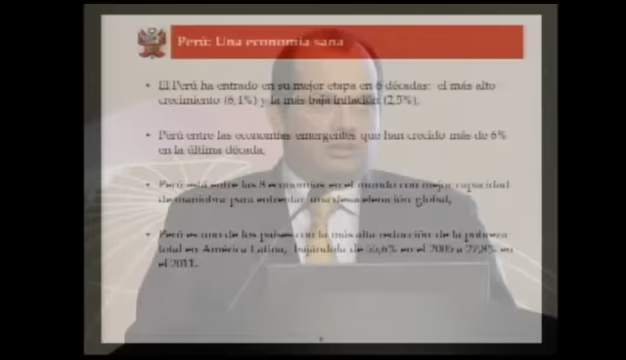 Perú: Una economía sana
• El Perú ha entrado en su mejor etapa en 6 décadas: el más alto
crecimiento (6,1%) y la más baja inflación (2,5%),
• Perú entre las economías emergentes que han crecido más de 6%
en la última década,
• Perú está entre las 8 economías en el mundo con mejor capacidad
de maniobra para enfrentar una desaceleración global,
• Perú es uno de los países con la más alta reducción de la pobreza
total en América Latina, bajándola de 55,6% en el 2005 a 27,8% en
el 2011.